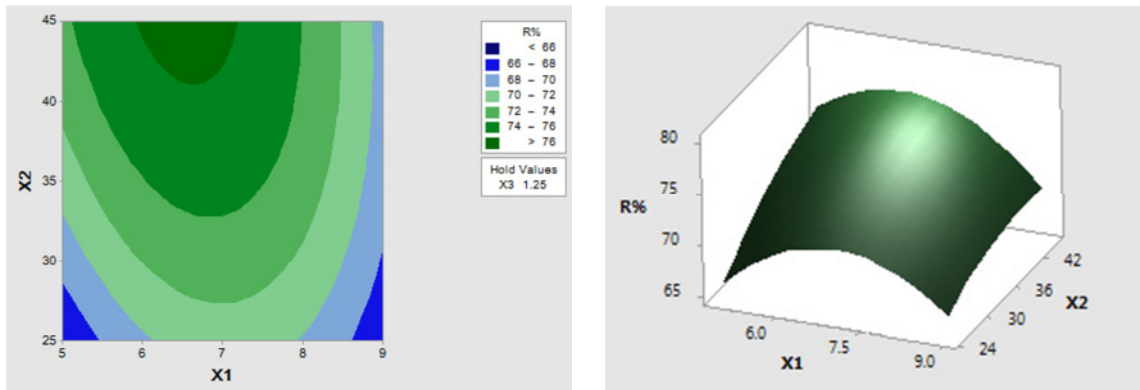 45
40
35
30
25
X2
5
6
7
8
9
X1
R%
< 66
66 – 68
68 – 70
70 – 72
72 – 74
74 – 76
> 76
Hold Values
X3 1.25
80
75
70
65
R%
6.0
7.5
9.0
X1
24
30
36
42
X2